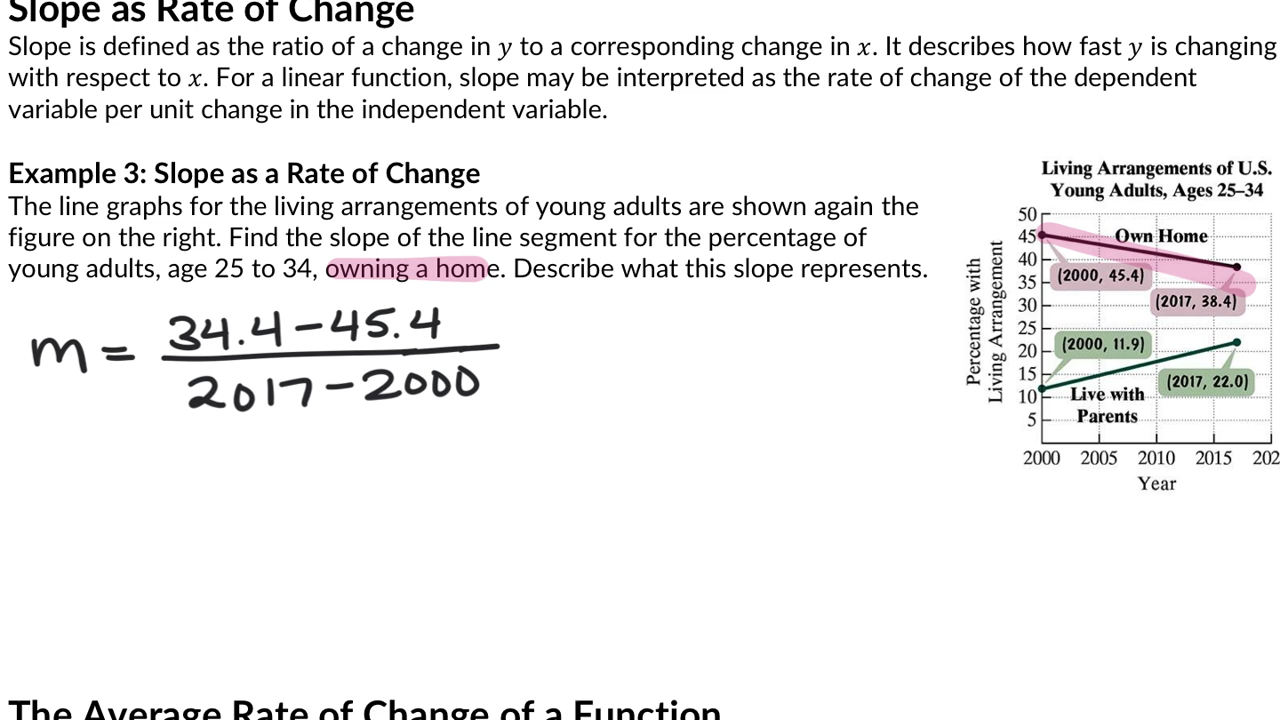 Slope as Rate of Change
Slope is defined as the ratio of a change in y to a corresponding change in x. It describes how fast y is changing
with respect to x. For a linear function, slope may be interpreted as the rate of change of the dependent
variable per unit change in the independent variable.
Example 3: Slope as a Rate of Change
The line graphs for the living arrangements of young adults are shown again the
figure on the right. Find the slope of the line segment for the percentage of
young adults, age 25 to 34, owning a home. Describe what this slope represents.
m = 34.4-45.4
2017-2000
Living Arrangements of U.S.
Young Adults, Ages 25–34
Percentage with
Living Arrangement
50
45
40
35
30
25
20
15
10
5
Own Home
(2000, 45.4)
(2017, 38.4)
(2000, 11.9)
(2017, 22.0)
Live with
Parents
2000 2005 2010 2015 202
Year
The Average Rate of Change of a Function